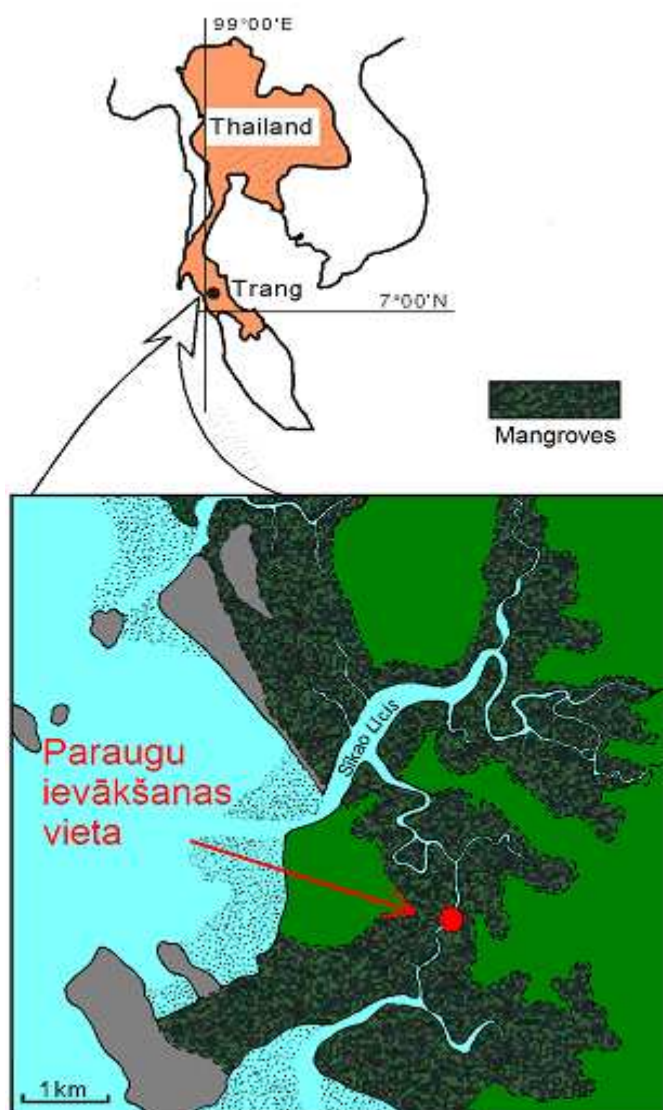 99°00'E
Thailand
Trang
7°00'N
Mangroves
Sikao Līcis
Paraugu
ievākšanas
vieta
1km